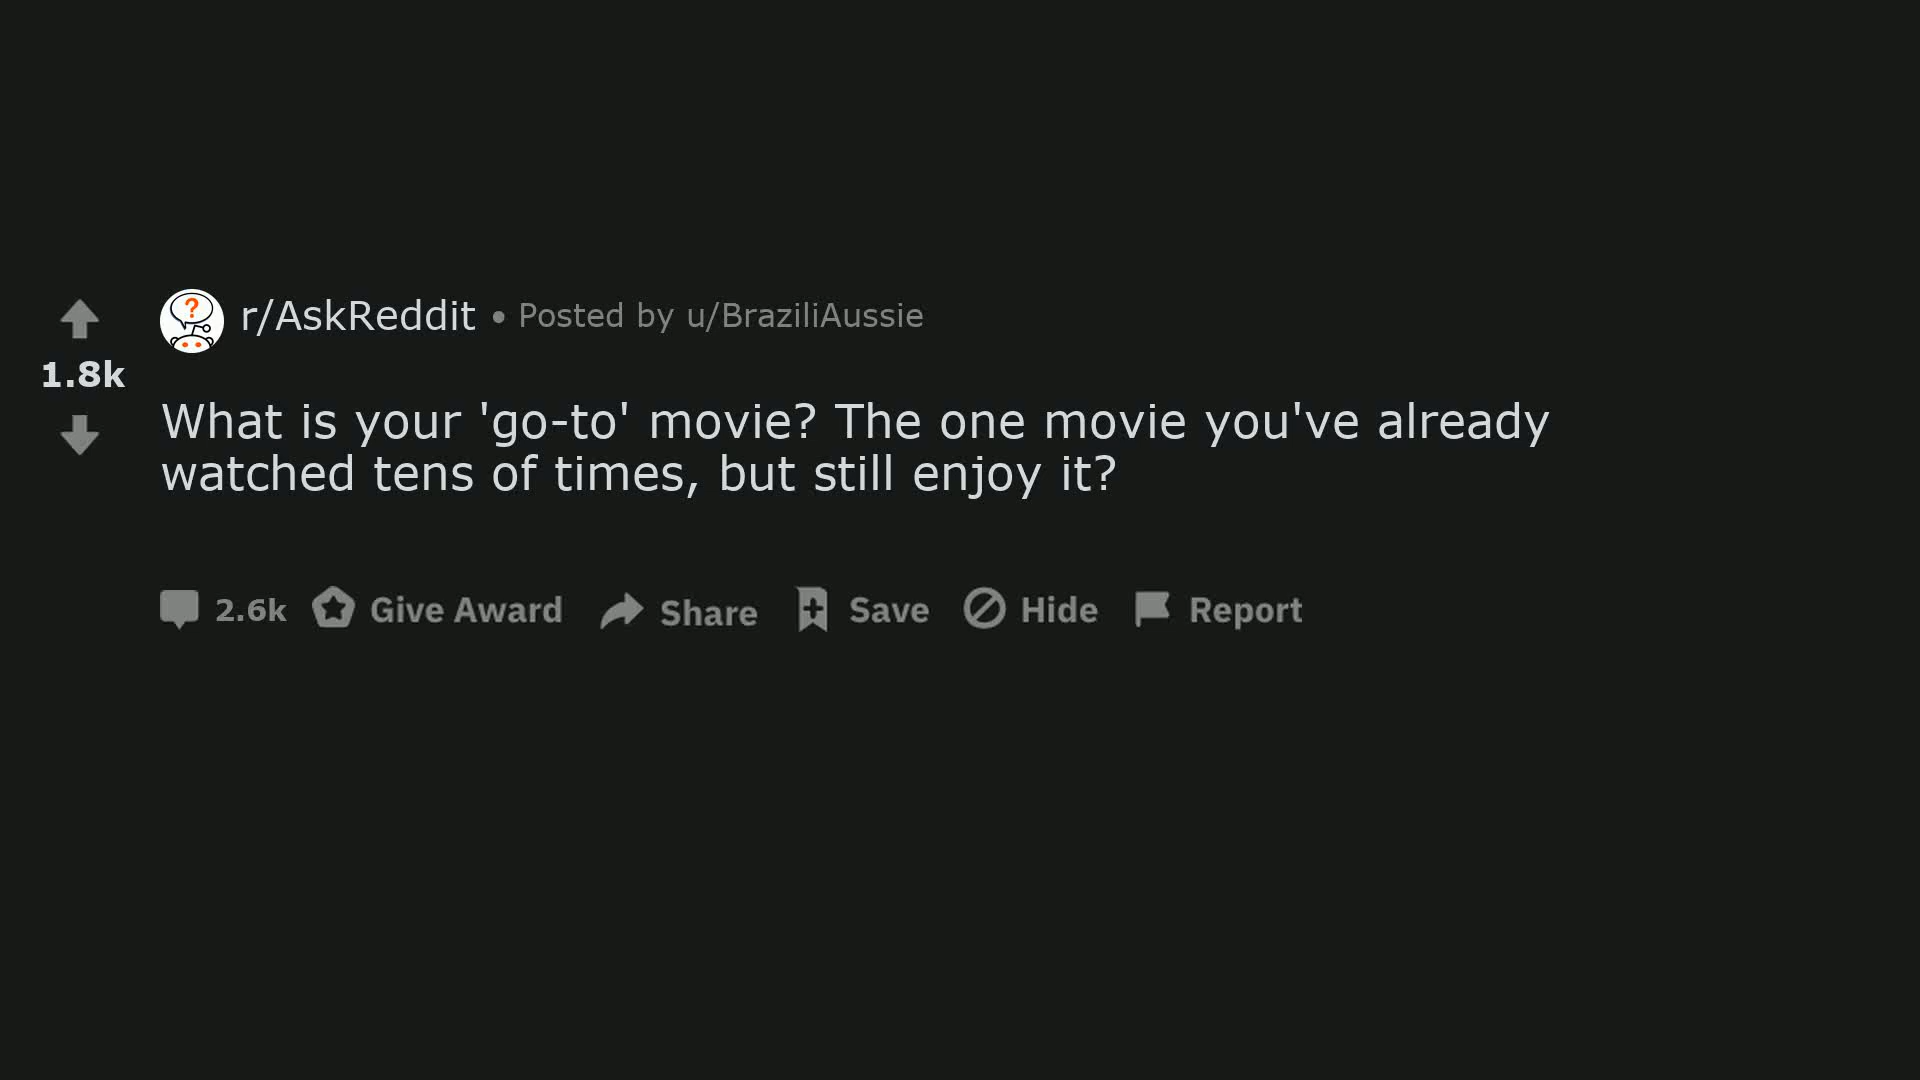 r/AskReddit • Posted by u/BraziliAussie
1.8k
What is your 'go-to' movie? The one movie you've already
watched tens of times, but still enjoy it?
2.6k Give Award Share Save Hide Report